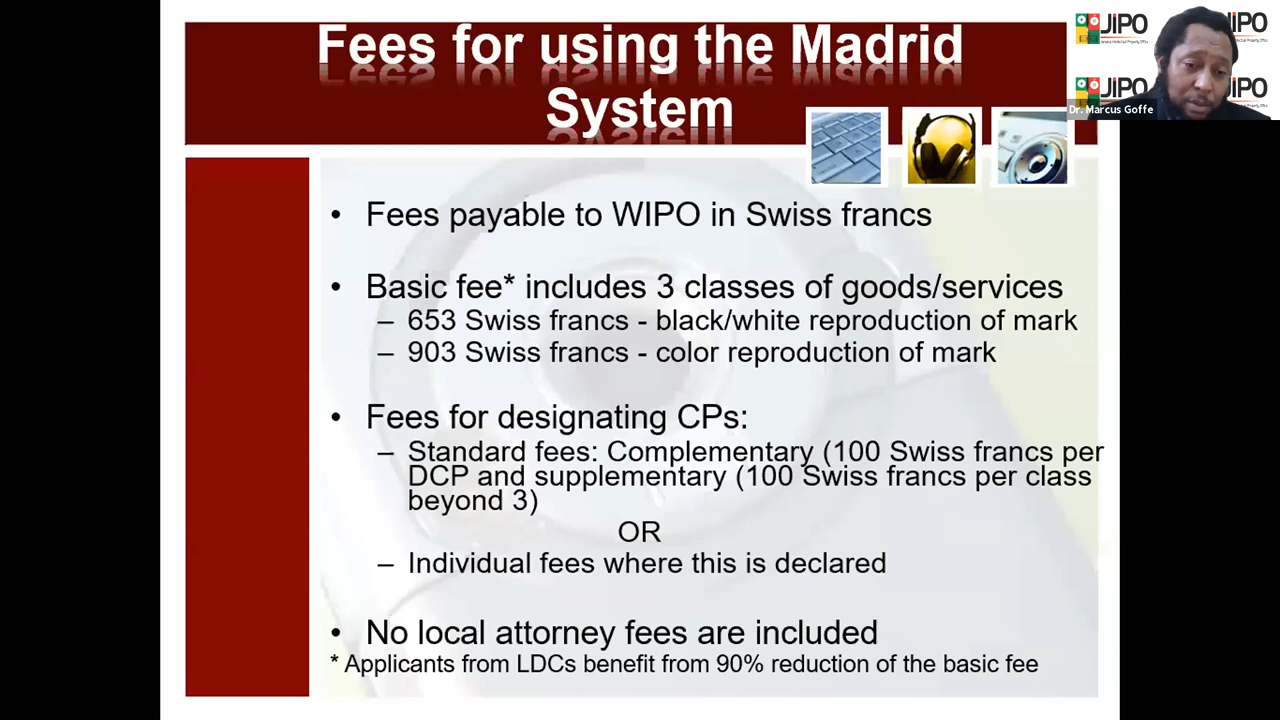 Fees for using the Madrid
System
JIPO
JIPO
JIPO
JIPO
Dr. Marcus Goffe
• Fees payable to WIPO in Swiss francs
• Basic fee* includes 3 classes of goods/services
– 653 Swiss francs - black/white reproduction of mark
– 903 Swiss francs - color reproduction of mark
• Fees for designating CPs:
– Standard fees: Complementary (100 Swiss francs per
DCP and supplementary (100 Swiss francs per class
beyond 3)
OR
– Individual fees where this is declared
• No local attorney fees are included
* Applicants from LDCs benefit from 90% reduction of the basic fee